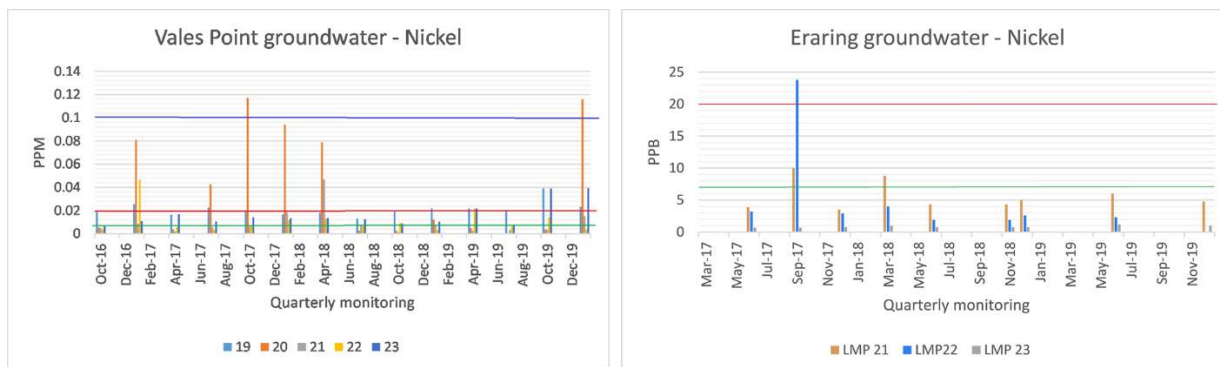 Vales Point groundwater - Nickel
0.14
0.12
0.1
0.08
0.06
0.04
0.02
0
PPM
Oct-16
Dec-16
Feb-17
Apr-17
Jun-17
Aug-17
Oct-17
Dec-17
Feb-18
Apr-18
Jun-18
Aug-18
Oct-18
Dec-18
Feb-19
Apr-19
Jun-19
Aug-19
Oct-19
Dec-19
Quarterly monitoring
19 20 21 22 23
Eraring groundwater - Nickel
25
20
15
10
5
0
PPB
Mar-17
May-17
Jul-17
Sep-17
Nov-17
Jan-18
Mar-18
May-18
Jul-18
Sep-18
Nov-18
Jan-19
Mar-19
May-19
Jul-19
Sep-19
Nov-19
Quarterly monitoring
LMP 21 LMP22 LMP 23